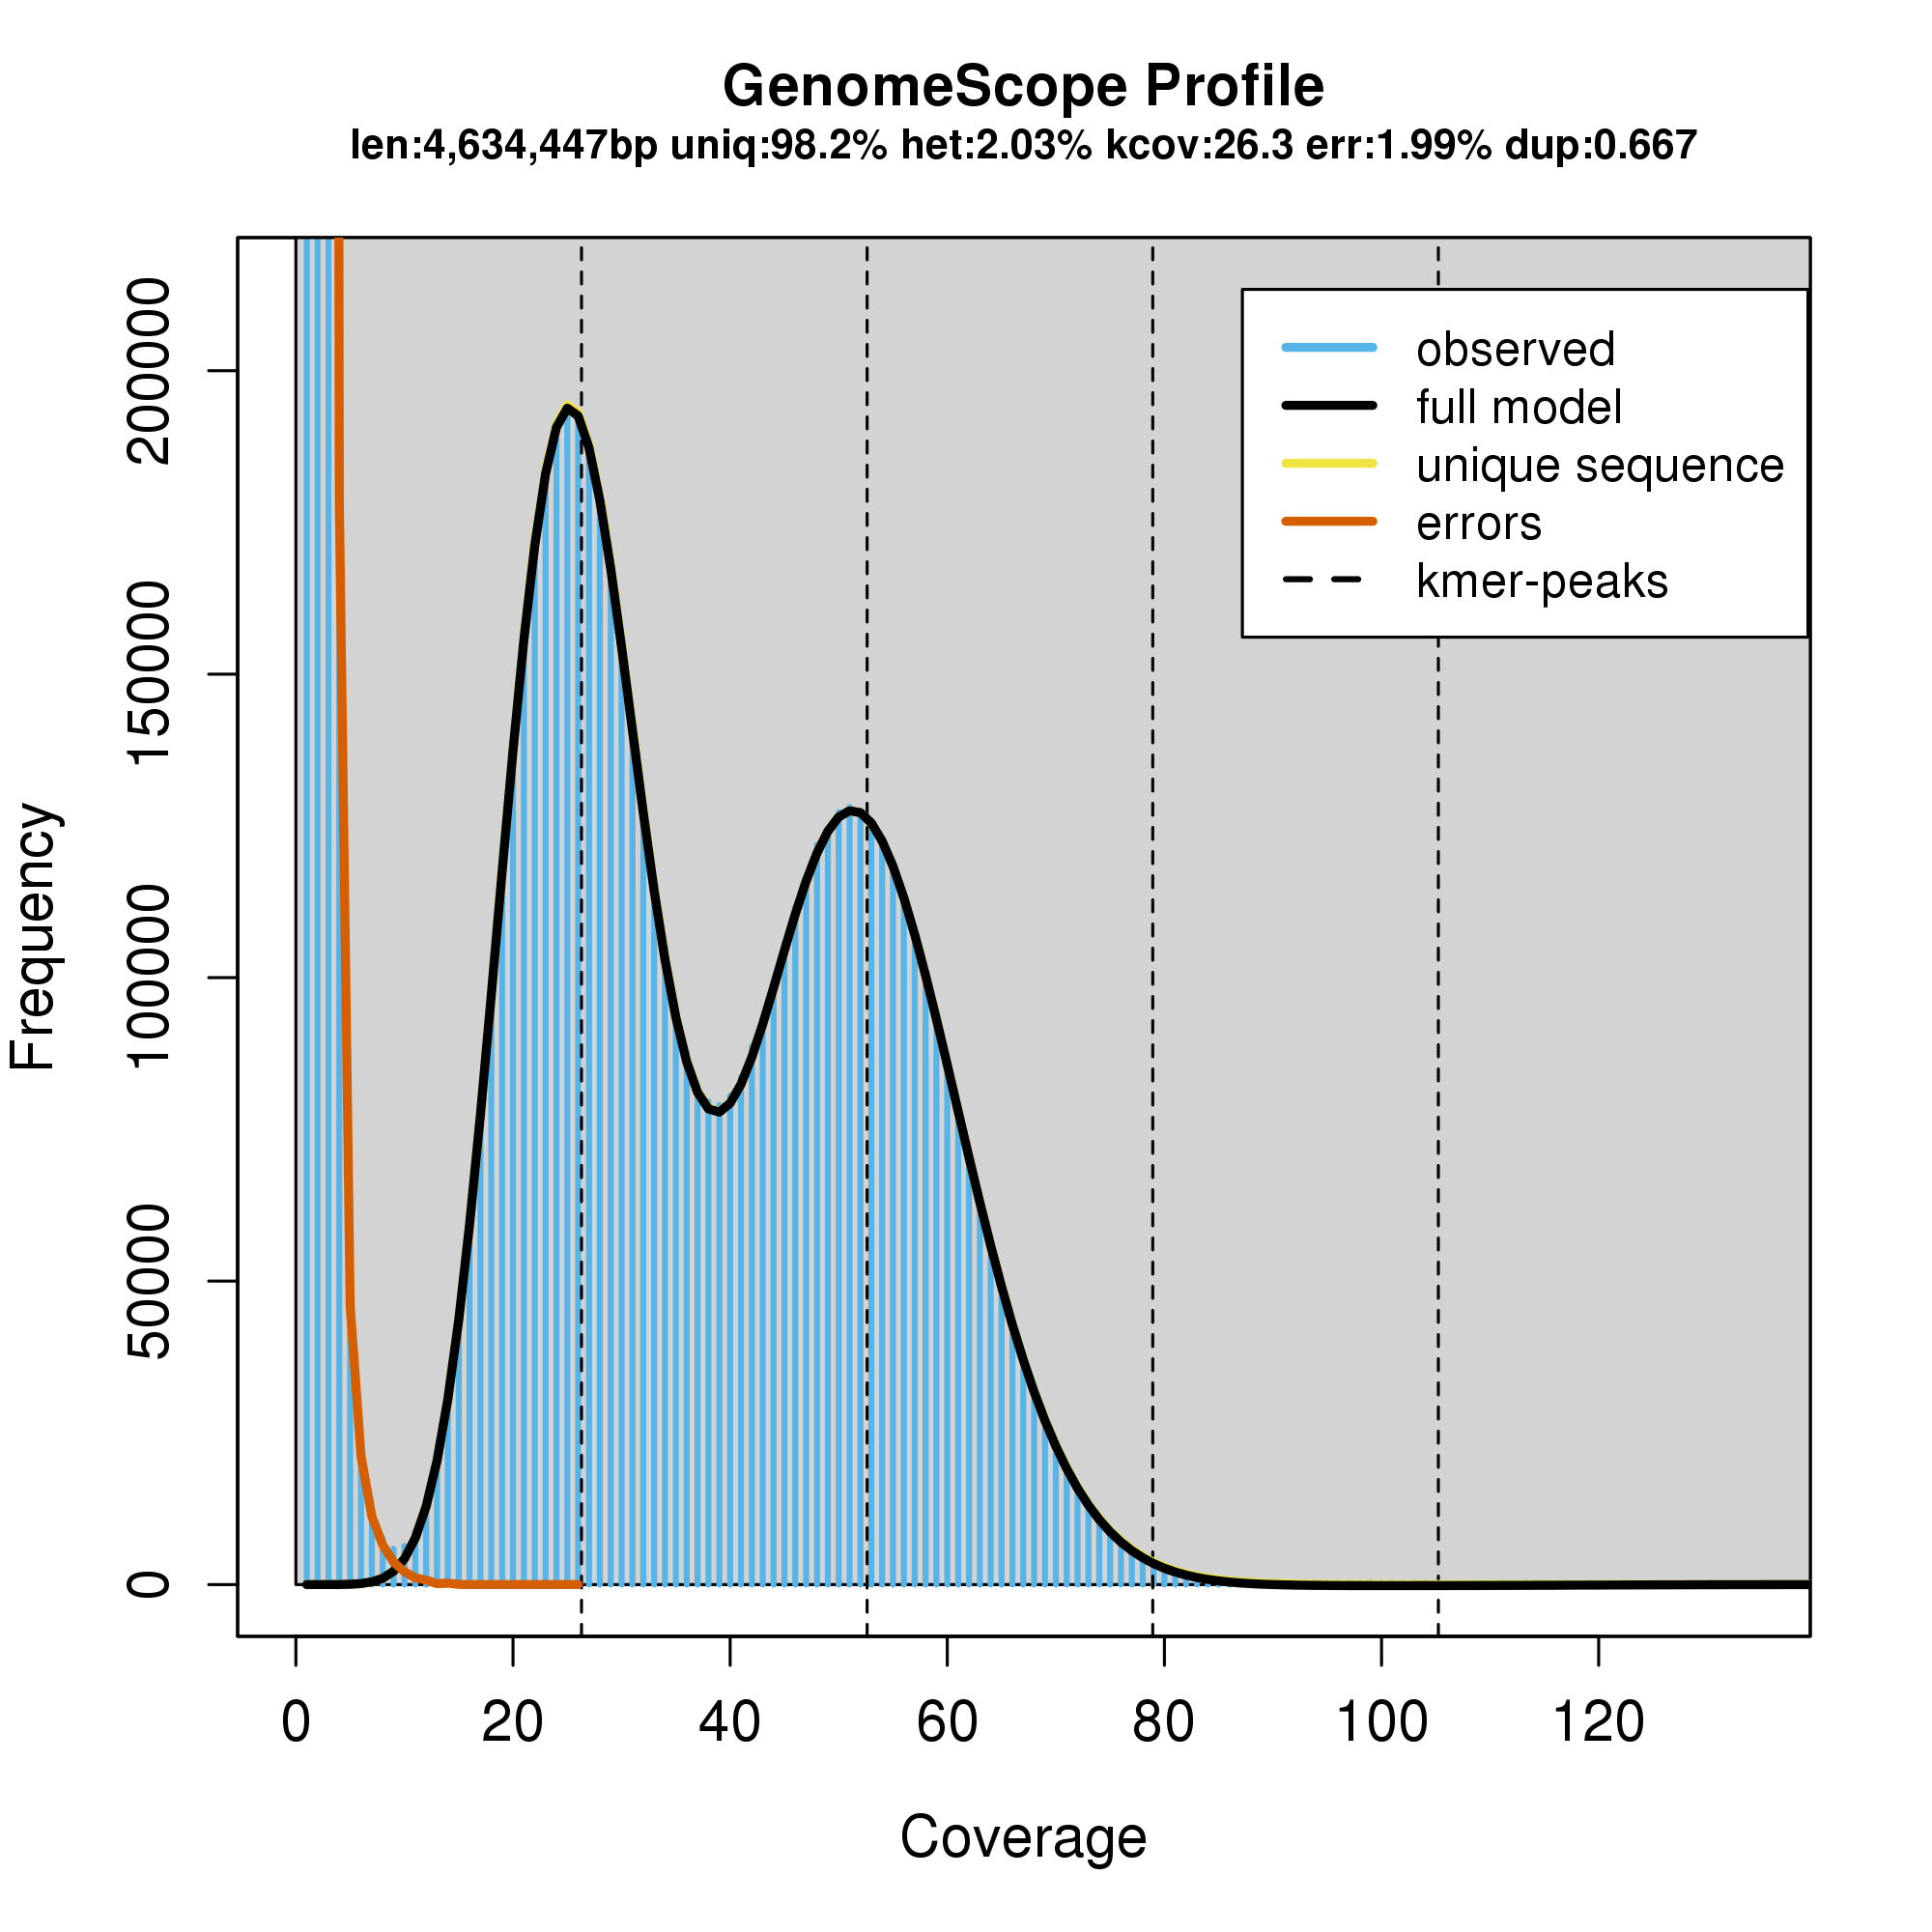 GenomeScope Profile
len:4,634,447bp uniq:98.2% het:2.03% kcov:26.3 err:1.99% dup:0.667
observed
full model
unique sequence
errors
kmer-peaks
Frequency
200000
150000
100000
50000
0
0 20 40 60 80 100 120
Coverage